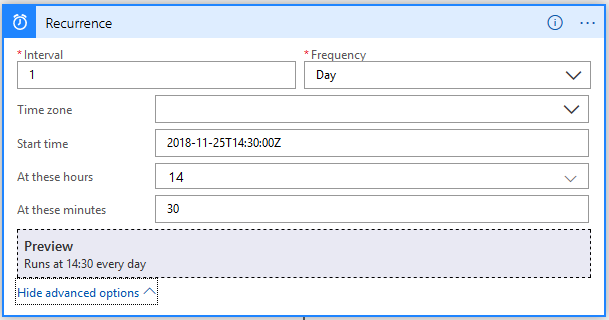 Recurrence
* Interval
* Frequency
1
Day
Time zone
Start time
2018-11-25T14:30:00Z
At these hours
14
At these minutes
30
Preview
Runs at 14:30 every day
Hide advanced options